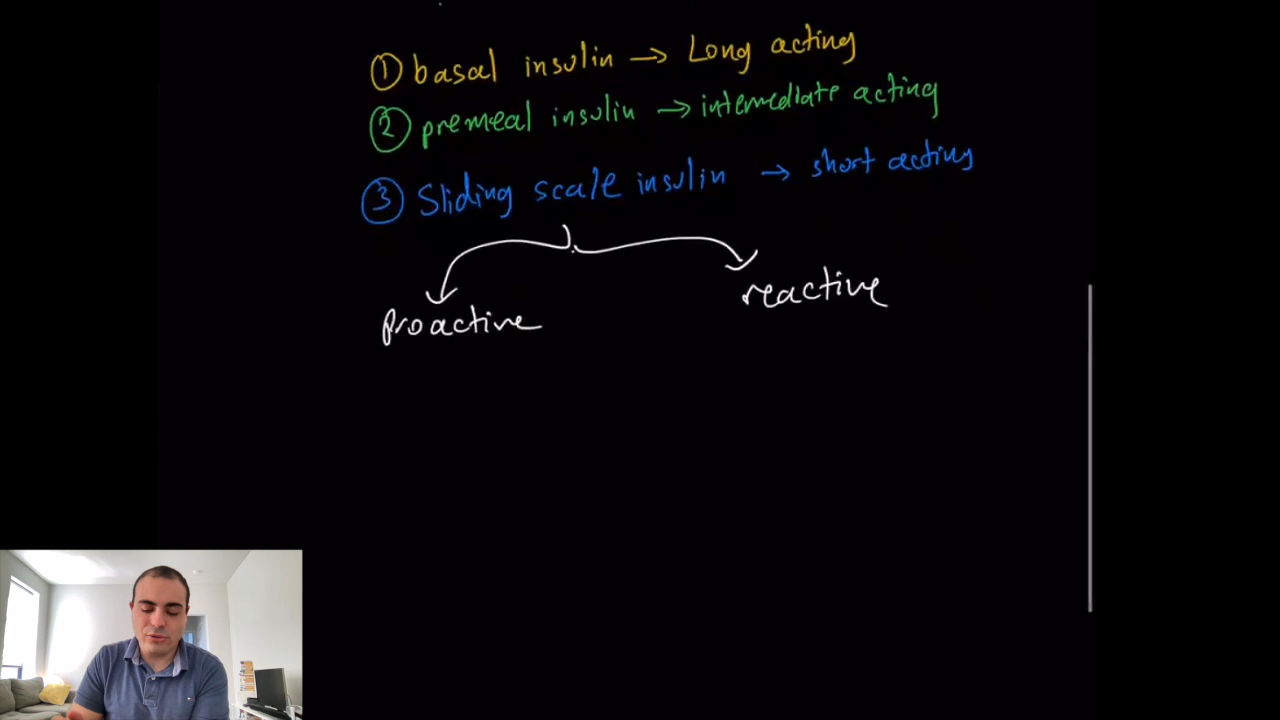 ① basal insulin → Long acting
② premeal insulin → intermediate acting
③ Sliding scale insulin → short acting
proactive
reactive